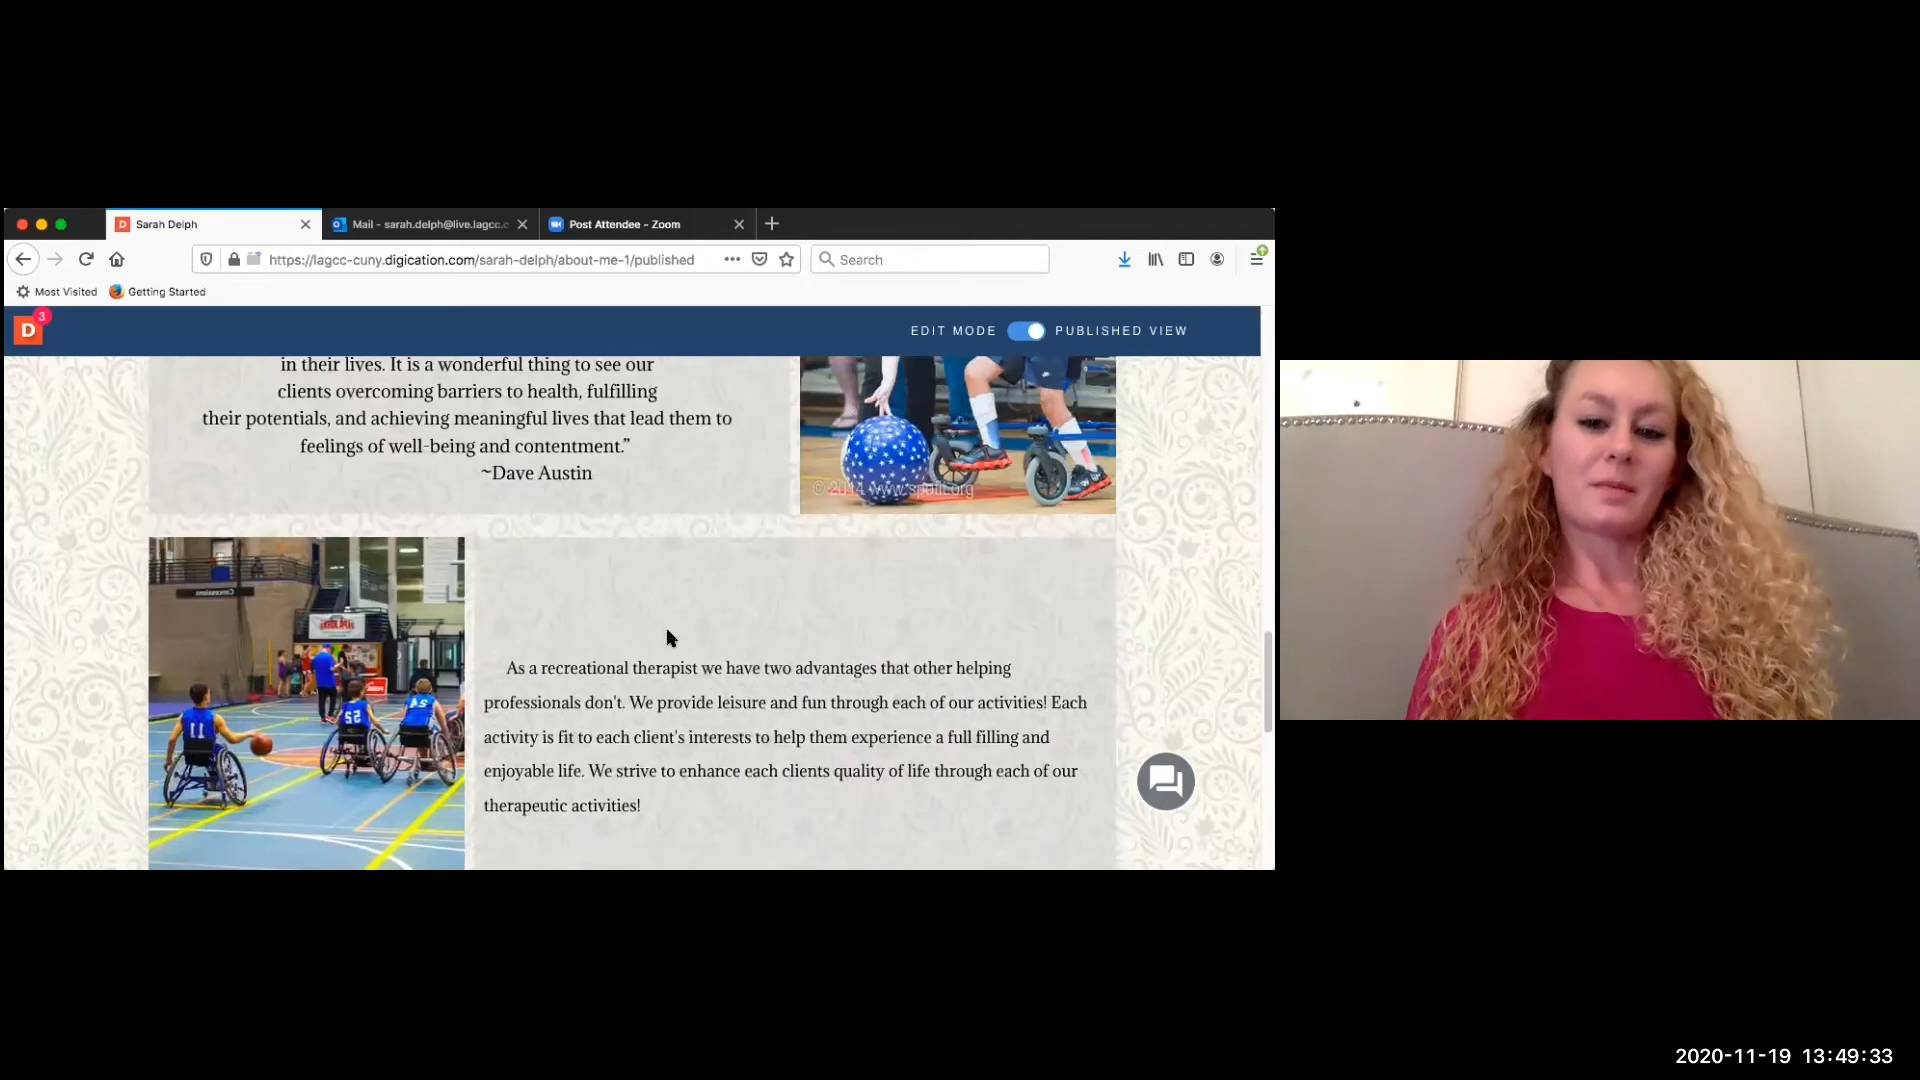 Sarah Delph
Mail - sarah.delph@live.lagcc.c
Post Attendee - Zoom
https://lagcc-cuny.digication.com/sarah-delph/about-me-1/published
Search
Most Visited
Getting Started
D
3
EDIT MODE
PUBLISHED VIEW
in their lives. It is a wonderful thing to see our
clients overcoming barriers to health, fulfilling
their potentials, and achieving meaningful lives that lead them to
feelings of well-being and contentment.”
~Dave Austin
© 2014 www.spofit.org
11
52
24
As a recreational therapist we have two advantages that other helping
professionals don't. We provide leisure and fun through each of our activities! Each
activity is fit to each client's interests to help them experience a full filling and
enjoyable life. We strive to enhance each clients quality of life through each of our
therapeutic activities!
2020-11-19 13:49:33